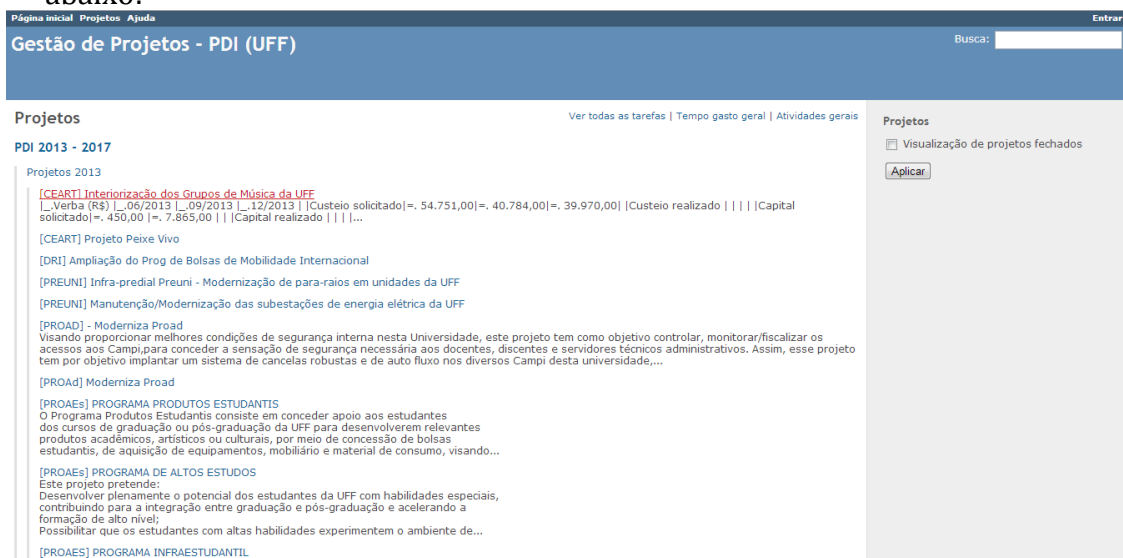 abaixo.
Página inicial Projetos Ajuda
Entrar
Gestão de Projetos - PDI (UFF)
Busca:
Projetos
Ver todas as tarefas | Tempo gasto geral | Atividades gerais
PDI 2013 - 2017
Projetos 2013
[CEART] Interiorização dos Grupos de Música da UFF
|_.Verba (R$) |_.06/2013 |_.09/2013 |_.12/2013 | |Custeio solicitado|=. 54.751,00|=. 40.784,00|=. 39.970,00| |Custeio realizado | | | | |Capital
solicitado|=. 450,00 |=. 7.865,00 | | |Capital realizado | | | |...
[CEART] Projeto Peixe Vivo
[DRI] Ampliação do Prog de Bolsas de Mobilidade Internacional
[PREUNI] Infra-predial Preuni - Modernização de para-raios em unidades da UFF
[PREUNI] Manutenção/Modernização das subestações de energia elétrica da UFF
[PROAD] - Moderniza Proad
Visando proporcionar melhores condições de segurança interna nesta Universidade, este projeto tem como objetivo controlar, monitorar/fiscalizar os
acessos aos Campi,para conceder a sensação de segurança necessária aos docentes, discentes e servidores técnicos administrativos. Assim, esse projeto
tem por objetivo implantar um sistema de cancelas robustas e de auto fluxo nos diversos Campi desta universidade,...
[PROAd] Moderniza Proad
[PROAEs] PROGRAMA PRODUTOS ESTUDANTIS
O Programa Produtos Estudantis consiste em conceder apoio aos estudantes
dos cursos de graduação ou pós-graduação da UFF para desenvolverem relevantes
produtos acadêmicos, artísticos ou culturais, por meio de concessão de bolsas
estudantis, de aquisição de equipamentos, mobiliário e material de consumo, visando...
[PROAEs] PROGRAMA DE ALTOS ESTUDOS
Este projeto pretende:
Desenvolver plenamente o potencial dos estudantes da UFF com habilidades especiais,
contribuindo para a integração entre graduação e pós-graduação e acelerando a
formação de alto nível;
Possibilitar que os estudantes com altas habilidades experimentem o ambiente de...
[PROAES] PROGRAMA INFRAESTUDANTIL
Projetos
Visualização de projetos fechados
Aplicar